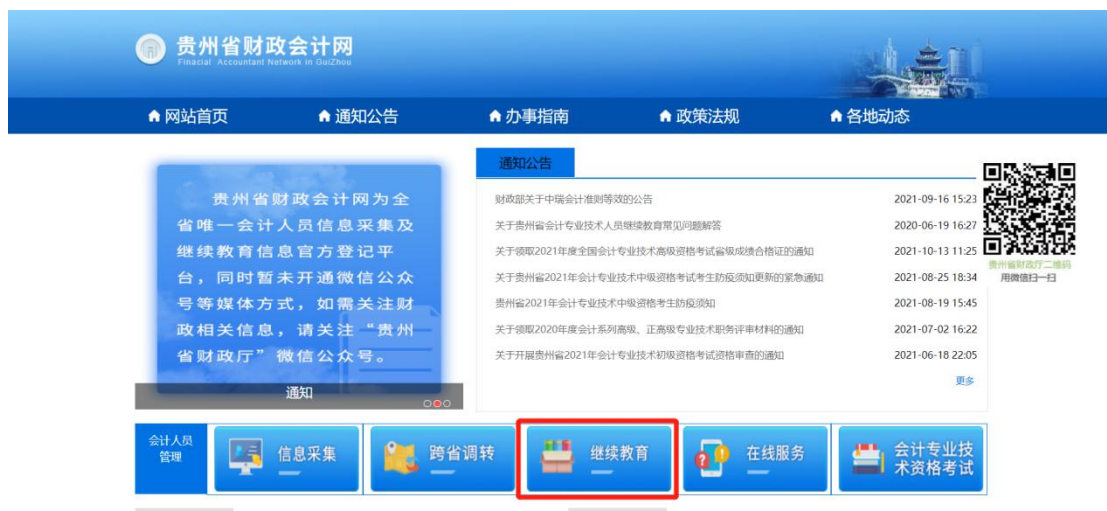 贵州省财政会计网
Finacial Accountant Network in GuiZhou
网站首页
通知公告
办事指南
政策法规
各地动态
贵州省财政会计网为全
省唯一会计人员信息采集及
继续教育信息官方登记平
台，同时暂未开通微信公众
号等媒体方式，如需关注财
政相关信息，请关注“贵州
省财政厅”微信公众号。
通知
通知公告
财政部关于中瑞会计准则等效的公告 2021-09-16 15:23
关于贵州省会计专业技术人员继续教育常见问题解答 2020-06-19 16:27
关于领取2021年度全国会计专业技术高级资格考试省级成绩合格证的通知 2021-10-13 11:25
关于贵州省2021年会计专业技术中级资格考试考生防疫须知更新的紧急通知 2021-08-25 18:34
贵州省2021年会计专业技术中级资格考生防疫须知 2021-08-19 15:45
关于领取2020年度会计系列高级、正高级专业技术职务评审材料的通知 2021-07-02 16:22
关于开展贵州省2021年会计专业技术初级资格考试资格审查的通知 2021-06-18 22:05
更多
贵州省财政厅二维码
用微信扫一扫
会计人员
管理
信息采集
跨省调转
继续教育
在线服务
会计专业技
术资格考试